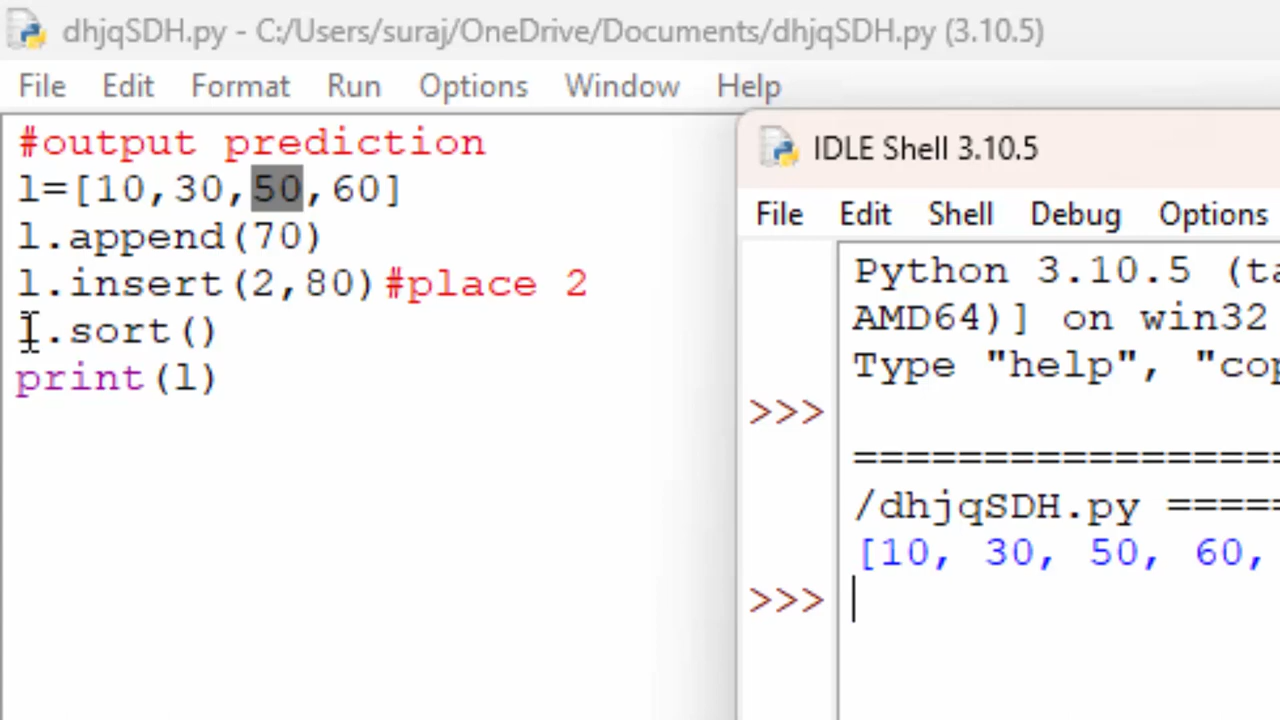 dhjqSDH.py - C:/Users/suraj/OneDrive/Documents/dhjqSDH.py (3.10.5)
File Edit Format Run Options Window Help
#output prediction
l=[10,30,50,60]
l.append(70)
l.insert(2,80)#place 2
l.sort()
print(l)
IDLE Shell 3.10.5
File Edit Shell Debug Options
Python 3.10.5 (ta
AMD64)] on win32
Type "help", "cop
>>>
================
/dhjqSDH.py =====
[10, 30, 50, 60,
>>>